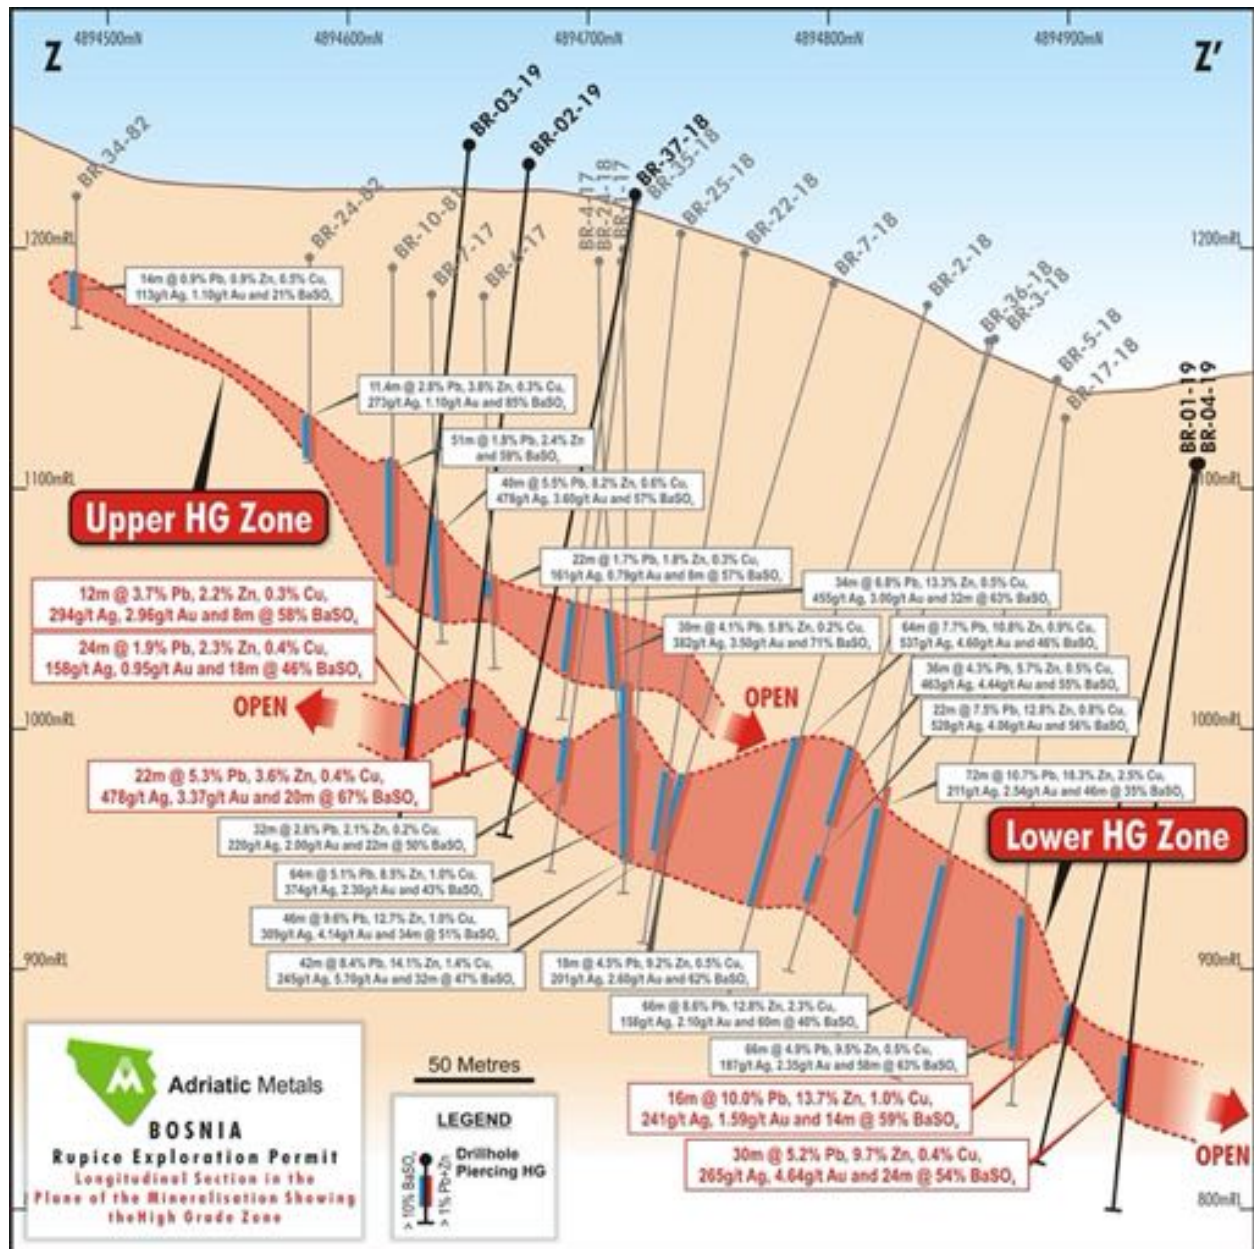 4894500mN
4894600mN
4894700mN
4894800mN
4894900mN
Z
Z'
BR-34-82
BR-24-82
BR-10-81
BR-03-19
BR-7-17
BR-02-19
BR-4-17
BR-4-17
BR-37-18
BR-35-18
BR-25-18
BR-22-18
BR-7-18
BR-2-18
BR-36-18
BR-3-18
BR-5-18
BR-17-18
BR-01-19
BR-04-19
1200mRL
1200mRL
14m @ 0.9% Pb, 0.9% Zn, 0.5% Cu,
113g/t Ag, 1.10g/t Au and 21% BaSO₄
11.4m @ 2.8% Pb, 3.8% Zn, 0.3% Cu,
273g/t Ag, 1.10g/t Au and 85% BaSO₄
51m @ 1.8% Pb, 2.4% Zn
and 59% BaSO₄
1100mRL
40m @ 5.5% Pb, 8.2% Zn, 0.6% Cu,
478g/t Ag, 3.60g/t Au and 57% BaSO₄
Upper HG Zone
22m @ 1.7% Pb, 1.8% Zn, 0.3% Cu,
161g/t Ag, 0.79g/t Au and 6m @ 57% BaSO₄
12m @ 3.7% Pb, 2.2% Zn, 0.3% Cu,
294g/t Ag, 2.96g/t Au and 8m @ 58% BaSO₄
34m @ 6.8% Pb, 13.3% Zn, 0.5% Cu,
455g/t Ag, 3.00g/t Au and 32m @ 63% BaSO₄
24m @ 1.9% Pb, 2.3% Zn, 0.4% Cu,
158g/t Ag, 0.95g/t Au and 18m @ 46% BaSO₄
30m @ 4.1% Pb, 5.8% Zn, 0.2% Cu,
382g/t Ag, 3.50g/t Au and 71% BaSO₄
64m @ 7.7% Pb, 10.8% Zn, 0.9% Cu,
537g/t Ag, 4.60g/t Au and 46% BaSO₄
36m @ 4.3% Pb, 5.7% Zn, 0.5% Cu,
463g/t Ag, 4.44g/t Au and 55% BaSO₄
OPEN
OPEN
1000mRL
1000mRL
22m @ 7.5% Pb, 12.8% Zn, 0.8% Cu,
528g/t Ag, 4.06g/t Au and 56% BaSO₄
22m @ 5.3% Pb, 3.6% Zn, 0.4% Cu,
478g/t Ag, 3.37g/t Au and 20m @ 67% BaSO₄
72m @ 10.7% Pb, 18.3% Zn, 2.5% Cu,
211g/t Ag, 2.54g/t Au and 46m @ 35% BaSO₄
32m @ 2.6% Pb, 2.1% Zn, 0.2% Cu,
220g/t Ag, 2.00g/t Au and 22m @ 50% BaSO₄
Lower HG Zone
64m @ 5.1% Pb, 8.5% Zn, 1.0% Cu,
374g/t Ag, 2.30g/t Au and 43% BaSO₄
46m @ 9.6% Pb, 12.7% Zn, 1.0% Cu,
309g/t Ag, 4.14g/t Au and 34m @ 51% BaSO₄
42m @ 8.4% Pb, 14.1% Zn, 1.4% Cu,
245g/t Ag, 5.70g/t Au and 32m @ 47% BaSO₄
900mRL
900mRL
18m @ 4.5% Pb, 9.2% Zn, 0.5% Cu,
201g/t Ag, 2.60g/t Au and 62% BaSO₄
66m @ 8.6% Pb, 12.8% Zn, 2.3% Cu,
158g/t Ag, 2.10g/t Au and 60m @ 40% BaSO₄
66m @ 4.9% Pb, 9.5% Zn, 0.5% Cu,
187g/t Ag, 2.35g/t Au and 58m @ 63% BaSO₄
16m @ 10.0% Pb, 13.7% Zn, 1.0% Cu,
241g/t Ag, 1.59g/t Au and 14m @ 59% BaSO₄
30m @ 5.2% Pb, 9.7% Zn, 0.4% Cu,
265g/t Ag, 4.64g/t Au and 24m @ 54% BaSO₄
OPEN
800mRL
Adriatic Metals
BOSNIA
Rupice Exploration Permit
Longitudinal Section in the
Plane of the Mineralisation Showing
theHigh Grade Zone
50 Metres
LEGEND
Drillhole
Piercing HG
> 10% BaSO₄
> 1% Pb+Zn